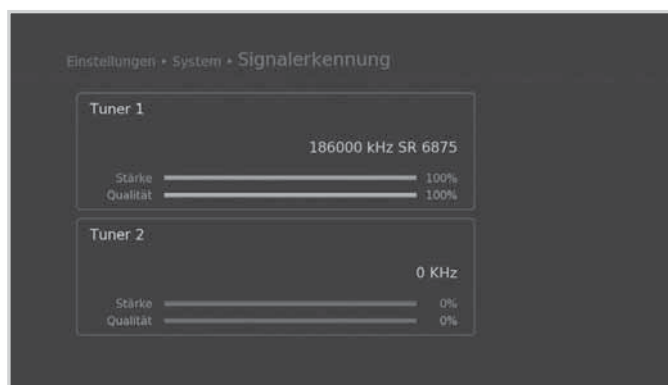 Einstellungen • System • Signalerkennung
Tuner 1
186000 kHz SR 6875
Stärke 100%
Qualität 100%
Tuner 2
0 KHz
Stärke 0%
Qualität 0%